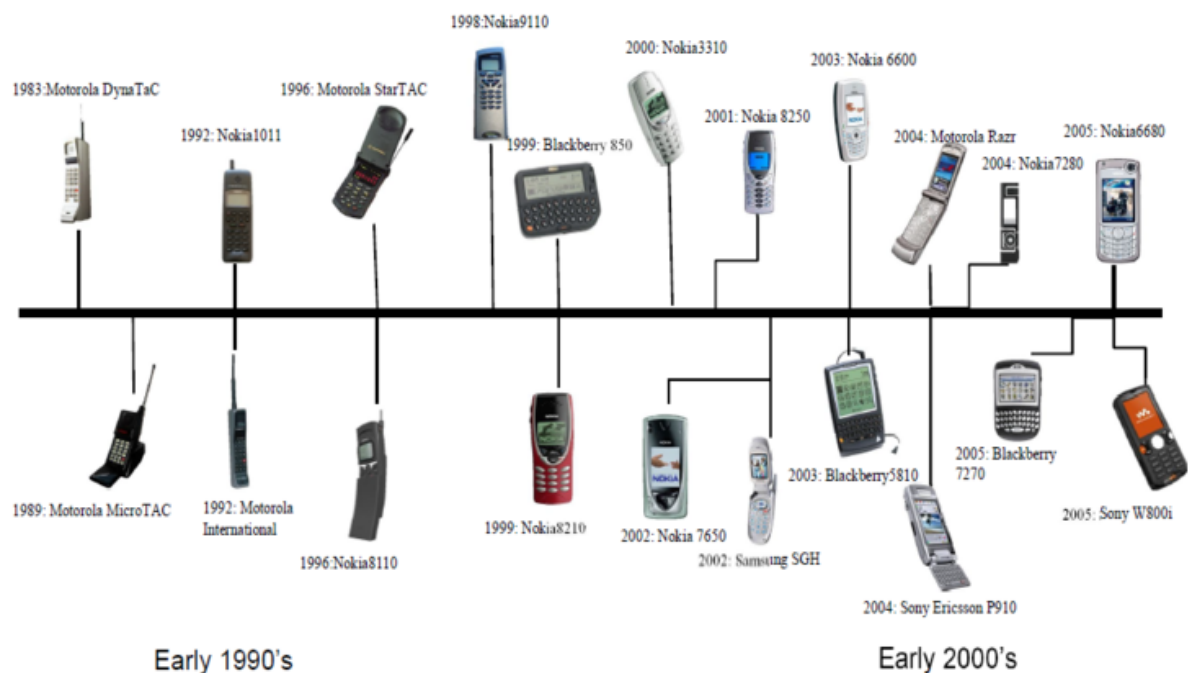 1998:Nokia9110
2000: Nokia3310
2003: Nokia 6600
1983:Motorola DynaTaC
1996: Motorola StarTAC
2001: Nokia 8250
1992: Nokia1011
1999: Blackberry 850
2004: Motorola Razr
2005: Nokia6680
2004: Nokia7280
NOKIA
NOKIA
1989: Motorola MicroTAC
1992: Motorola
International
1996:Nokia8110
1999: Nokia8210
2002: Nokia 7650
2002: Samsung SGH
2003: Blackberry5810
2004: Sony Ericsson P910
2005: Blackberry
7270
2005: Sony W800i
Early 1990's
Early 2000's